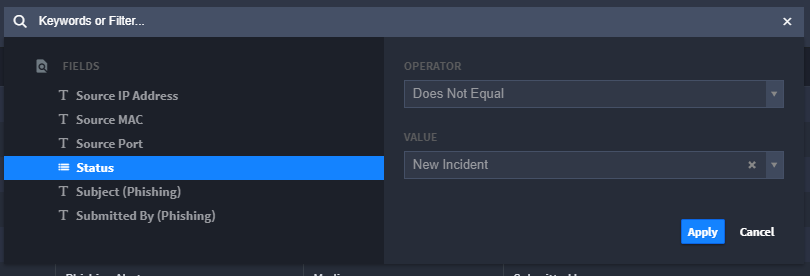 Keywords or Filter...
FIELDS
Source IP Address
Source MAC
Source Port
Status
Subject (Phishing)
Submitted By (Phishing)
OPERATOR
Does Not Equal
VALUE
New Incident
Apply
Cancel